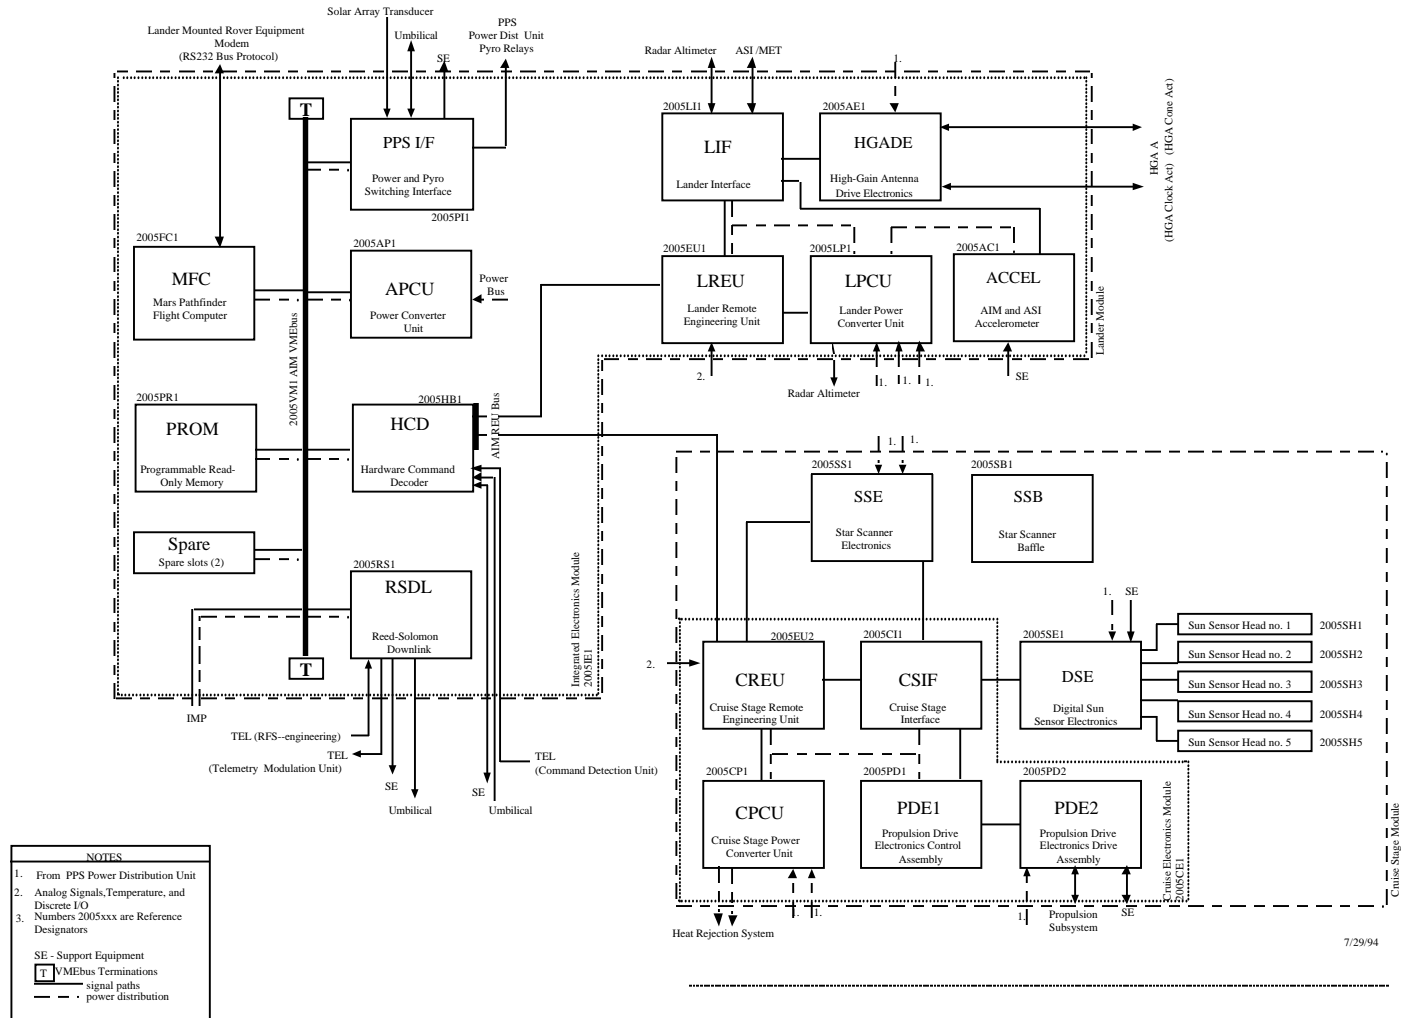 Solar Array Transducer
Lander Mounted Rover Equipment
Modem
(RS232 Bus Protocol)
Umbilical
SE
PPS
Power Dist Unit
Pyro Relays
Radar Altimeter
ASI /MET
1.
T
2005LI1
2005AE1
PPS I/F
Power and Pyro
Switching Interface
2005PI1
LIF
Lander Interface
HGADE
High-Gain Antenna
Drive Electronics
HGA A
(HGA Clock Act) (HGA Cone Act)
2005FC1
MFC
Mars Pathfinder
Flight Computer
2005AP1
APCU
Power Converter
Unit
Power
Bus
2005EU1
LREU
Lander Remote
Engineering Unit
2005LP1
LPCU
Lander Power
Converter Unit
2005AC1
ACCEL
AIM and ASI
Accelerometer
Lander Module
2005VM1 AIM VMEbus
2.
Radar Altimeter
1.
1.
1.
SE
2005PR1
PROM
Programmable Read-
Only Memory
2005HB1
HCD
Hardware Command
Decoder
AIM REU Bus
1.
1.
2005SS1
SSE
Star Scanner
Electronics
2005SB1
SSB
Star Scanner
Baffle
Spare
Spare slots (2)
2005RS1
RSDL
Reed-Solomon
Downlink
Integrated Electronics Module
2005IE1
T
1.
SE
2005EU2
CREU
Cruise Stage Remote
Engineering Unit
2.
2005CI1
CSIF
Cruise Stage
Interface
2005SE1
DSE
Digital Sun
Sensor Electronics
Sun Sensor Head no. 1
2005SH1
Sun Sensor Head no. 2
2005SH2
Sun Sensor Head no. 3
2005SH3
Sun Sensor Head no. 4
2005SH4
Sun Sensor Head no. 5
2005SH5
IMP
TEL (RFS--engineering)
TEL
(Telemetry Modulation Unit)
SE
Umbilical
SE
Umbilical
TEL
(Command Detection Unit)
2005CP1
CPCU
Cruise Stage Power
Converter Unit
2005PD1
PDE1
Propulsion Drive
Electronics Control
Assembly
2005PD2
PDE2
Propulsion Drive
Electronics Drive
Assembly
Cruise Electronics Module
2005CE1
Cruise Stage Module
Heat Rejection System
1.
1.
1.
Propulsion
Subsystem
SE
7/29/94
NOTES
1. From PPS Power Distribution Unit
2. Analog Signals,Temperature, and
Discrete I/O
3. Numbers 2005xxx are Reference
Designators
SE - Support Equipment
T VMEbus Terminations
signal paths
power distribution